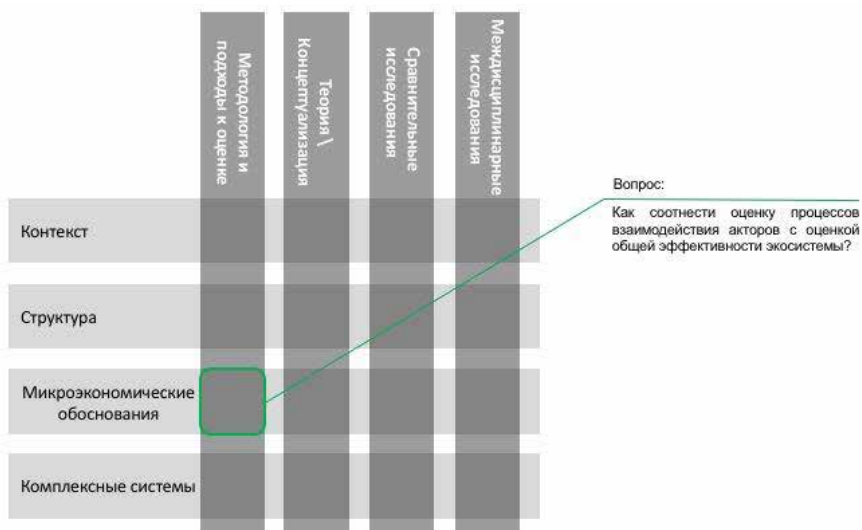 Методология и
подходы к оценке
Теория \
Концептуализация
Сравнительные
исследования
Междисциплинарные
исследования
Вопрос:
Как соотнести оценку процессов
взаимодействия акторов с оценкой
общей эффективности экосистемы?
Контекст
Структура
Микроэкономические
обоснования
Комплексные системы